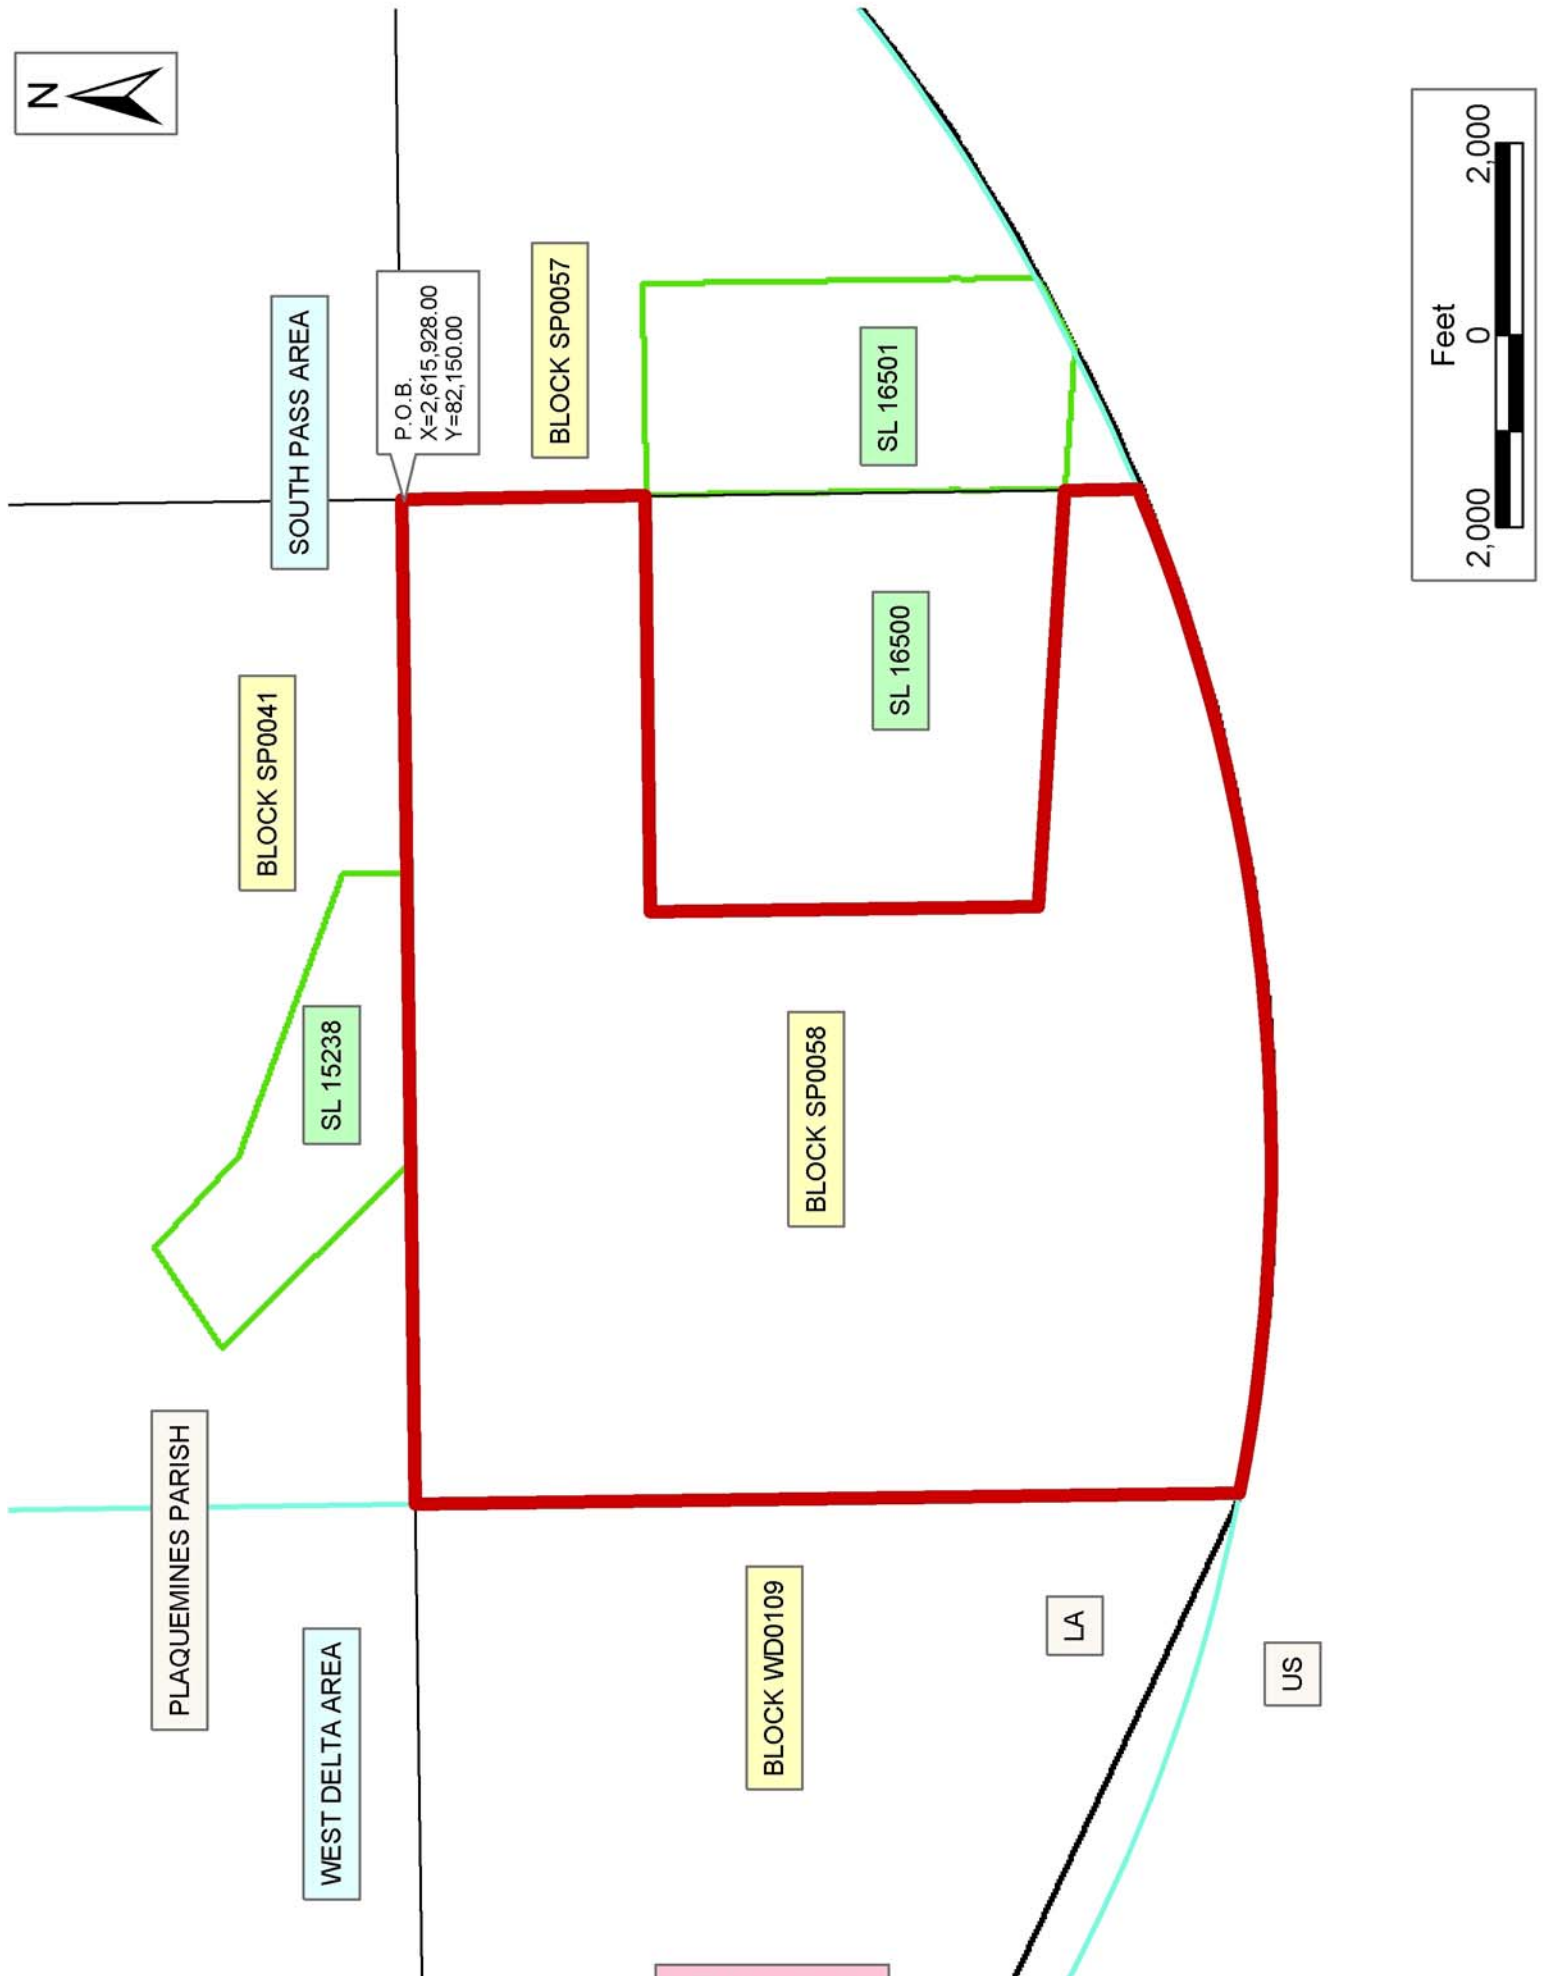 N
PLAQUEMINES PARISH
BLOCK SP0041
SOUTH PASS AREA
WEST DELTA AREA
SL 15238
P.O.B.
X=2,615,928.00
Y=82,150.00
BLOCK SP0057
BLOCK WD0109
BLOCK SP0058
SL 16501
SL 16500
LA
US
Feet
2,000 0 2,000